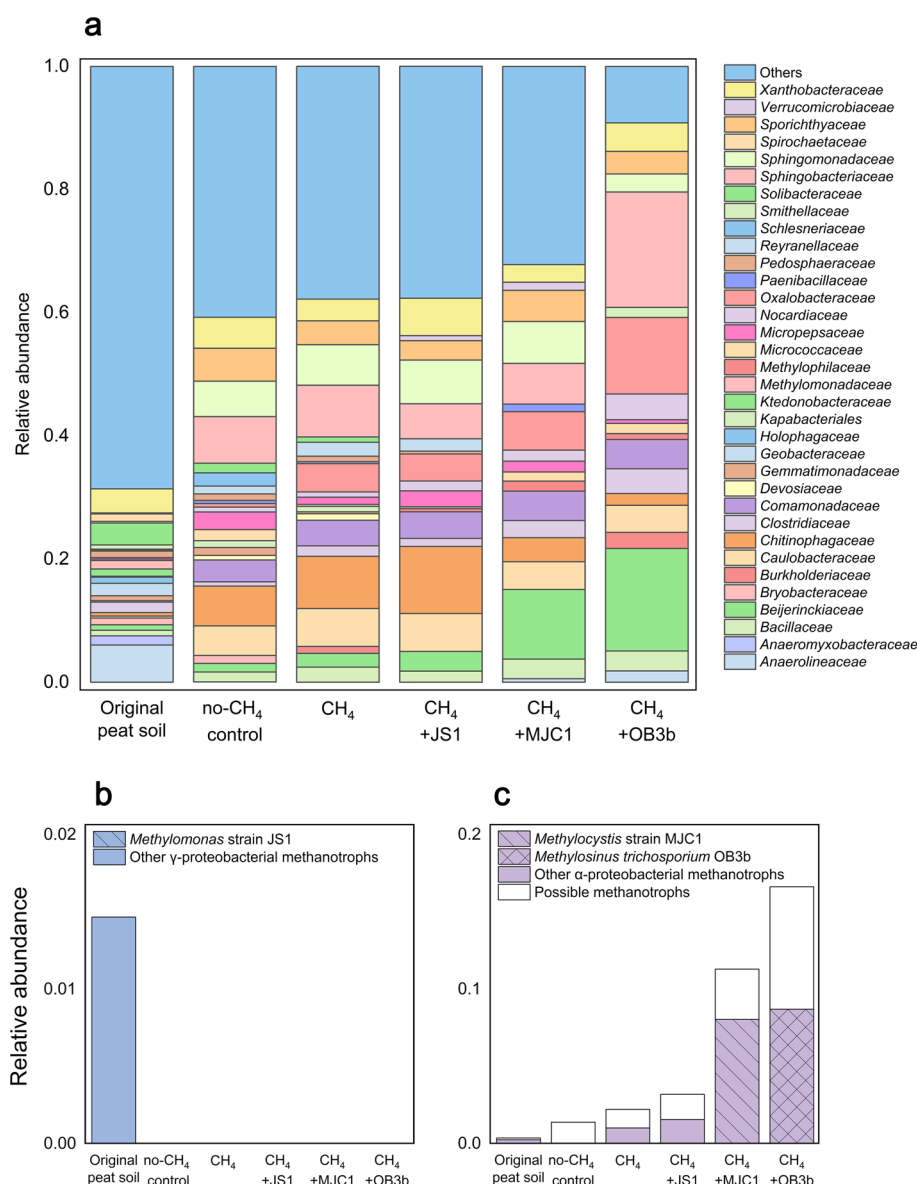 a
Relative abundance
1.0
0.8
0.6
0.4
0.2
0.0
Original
peat soil
no-CH4
control
CH4
CH4
+JS1
CH4
+MJC1
CH4
+OB3b
Others
Xanthobacteraceae
Verrucomicrobiaceae
Sporichthyaceae
Spirochaetaceae
Sphingomonadaceae
Sphingobacteriaceae
Solibacteraceae
Smithellaceae
Schlesneriaceae
Reyranellaceae
Pedosphaeraceae
Paenibacillaceae
Oxalobacteraceae
Nocardiaceae
Micropepsaceae
Micrococcaceae
Methylophilaceae
Methylomonadaceae
Ktedonobacteraceae
Kapabacteriales
Holophagaceae
Geobacteraceae
Gemmatimonadaceae
Devosiaceae
Comamonadaceae
Clostridiaceae
Chitinophagaceae
Caulobacteraceae
Burkholderiaceae
Bryobacteraceae
Beijerinckiaceae
Bacillaceae
Anaeromyxobacteraceae
Anaerolineaceae
b
Relative abundance
0.02
0.01
0.00
Methylomonas strain JS1
Other γ-proteobacterial methanotrophs
Original
peat soil
no-CH4
control
CH4
CH4
+JS1
CH4
+MJC1
CH4
+OB3b
c
0.2
0.1
0.0
Methylocystis strain MJC1
Methylosinus trichosporium OB3b
Other α-proteobacterial methanotrophs
Possible methanotrophs
Original
peat soil
no-CH4
control
CH4
CH4
+JS1
CH4
+MJC1
CH4
+OB3b